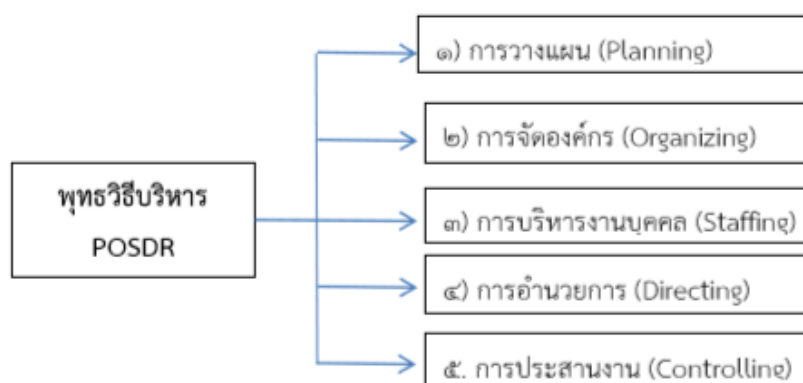 พุทธวิธีบริหาร
POSDR
๑) การวางแผน (Planning)
๒) การจัดองค์กร (Organizing)
๓) การบริหารงานบุคคล (Staffing)
๔) การอำนวยการ (Directing)
๕. การประสานงาน (Controlling)